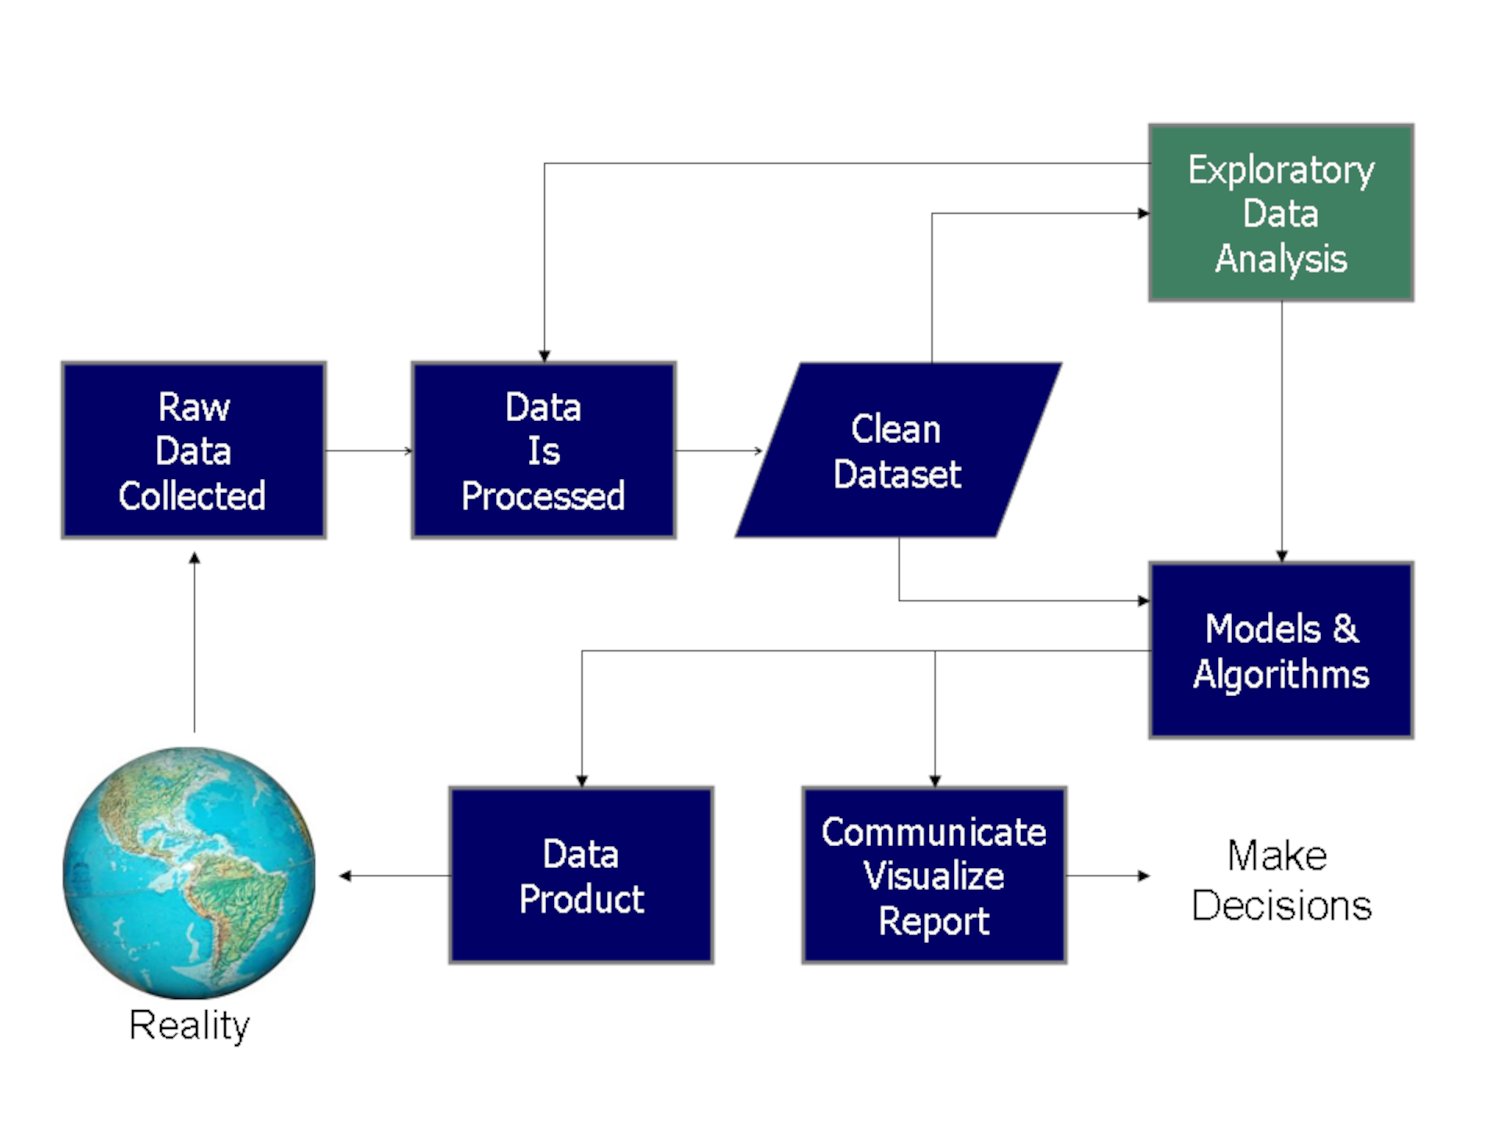 Exploratory
Data
Analysis
Raw
Data
Collected
Data
Is
Processed
Clean
Dataset
Models &
Algorithms
Data
Product
Communicate
Visualize
Report
Make
Decisions
Reality